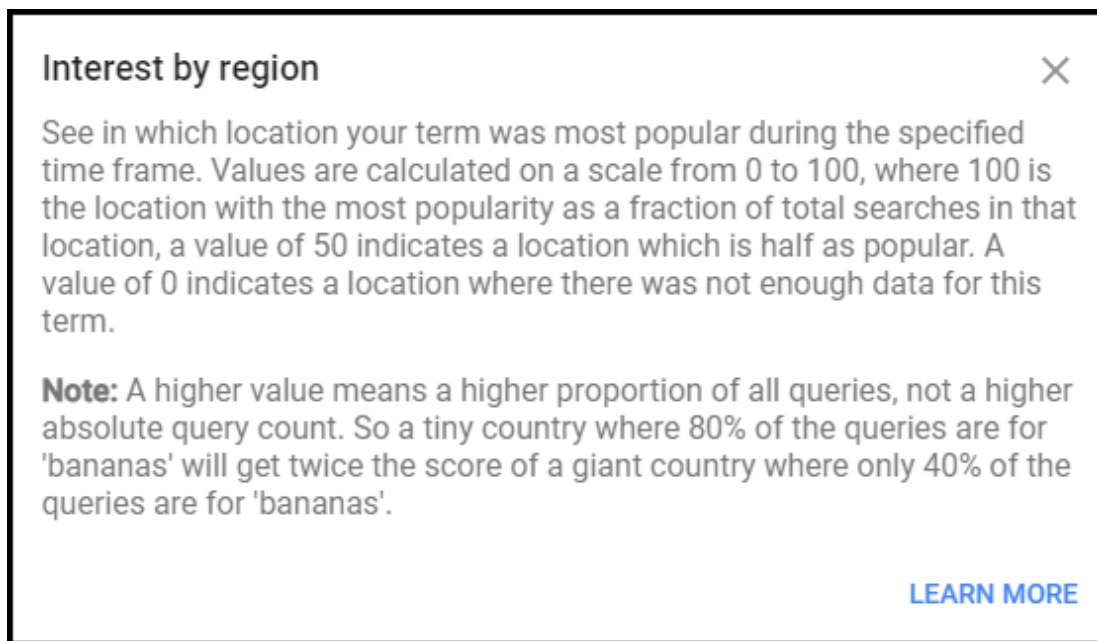 Interest by region
See in which location your term was most popular during the specified
time frame. Values are calculated on a scale from 0 to 100, where 100 is
the location with the most popularity as a fraction of total searches in that
location, a value of 50 indicates a location which is half as popular. A
value of 0 indicates a location where there was not enough data for this
term.
Note: A higher value means a higher proportion of all queries, not a higher
absolute query count. So a tiny country where 80% of the queries are for
'bananas' will get twice the score of a giant country where only 40% of the
queries are for 'bananas'.
LEARN MORE